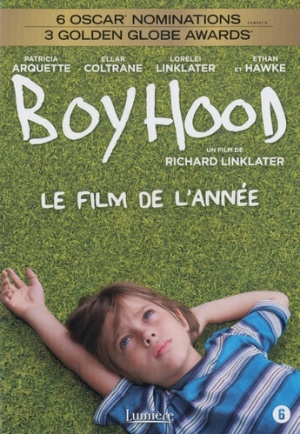 6 OSCAR® NOMINATIONS
3 GOLDEN GLOBE AWARDS
PATRICIA ARQUETTE
ELLAR COLTRANE
LORELEI LINKLATER
ET ETHAN HAWKE
BOYHOOD
UN FILM DE
RICHARD LINKLATER
LE FILM DE L'ANNÉE
Lumière
6